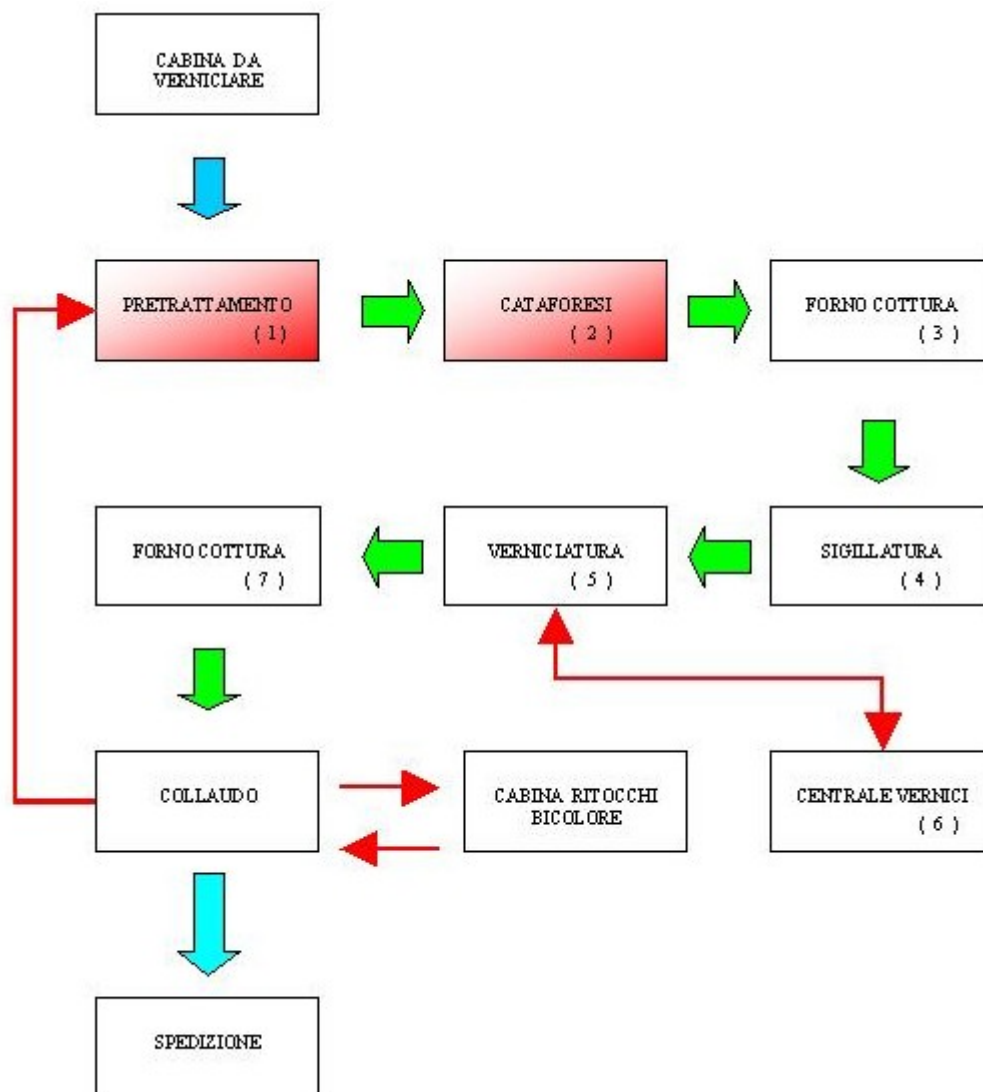 CABINA DA
VERNICIARE
PRETRATTAMENTO
( 1 )
CATAFORESI
( 2 )
FORNO COTTURA
( 3 )
FORNO COTTURA
( 7 )
VERNICIATURA
( 5 )
SIGILLATURA
( 4 )
COLLAUDO
CABINA RITOCCHI
BICOLORE
CENTRALE VERNICI
( 6 )
SPEDIZIONE